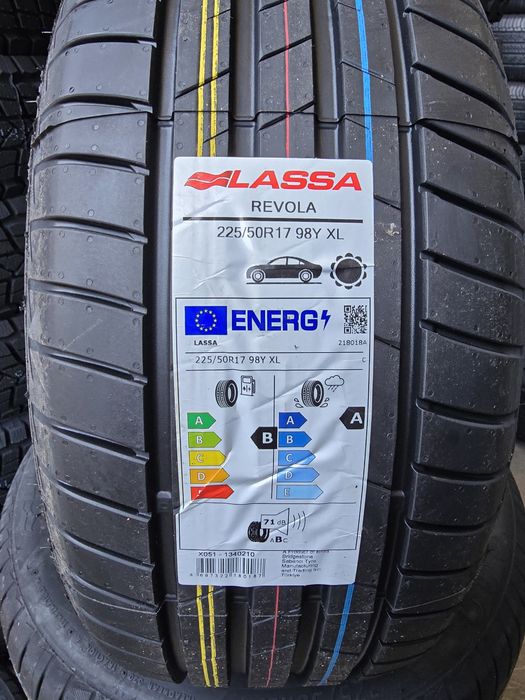 LASSA
REVOLA
225/50R17 98Y XL
ENERG
LASSA
218018A
225/50R17 98Y XL
C
A
A
A
B
B
B
C
C
D
D
E
E
71 dB
ABC
X051 - 1340210
A Product of Brisa
Bridgestone
Sabancı Tyre
Manufacturing
and Trading Inc.
Türkiye